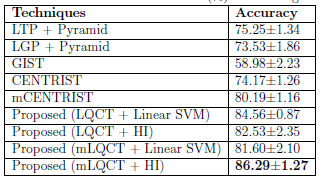 Techniques Accuracy
LTP + Pyramid 75.25±1.34
LGP + Pyramid 73.53±1.86
GIST 58.98±2.23
CENTRIST 74.17±1.26
mCENTRIST 80.19±1.16
Proposed (LQCT + Linear SVM) 84.56±0.87
Proposed (LQCT + HI) 82.53±2.35
Proposed (mLQCT + Linear SVM) 81.60±2.10
Proposed (mLQCT + HI) 86.29±1.27